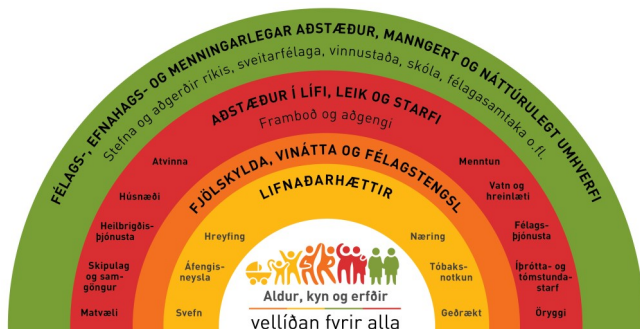 FÉLAGS-, EFNAHAGS- OG MENNINGARLEGAR AÐSTÆÐUR, MANNGERT OG NÁTTÚRULEGT UMHVERFI
Stefna og aðgerðir ríkis, sveitarfélaga, vinnustaða, skóla, félagasamtaka o.fl.
AÐSTÆÐUR Í LÍFI, LEIK OG STARFI
Framboð og aðgengi
Atvinna
Húsnæði
Heilbrigðis-
þjónusta
Skipulag
og sam-
göngur
Matvæli
Menntun
Vatn og
hreinlæti
Félags-
þjónusta
Íþrótta- og
tómstunda-
starf
Öryggi
FJÖLSKYLDA, VINÁTTA OG FÉLAGSTENGSL
LIFNAÐARHÆTTIR
Hreyfing
Áfengis-
neysla
Svefn
Næring
Tóbaks-
notkun
Geðrækt
Aldur, kyn og erfðir
vellíðan fyrir alla